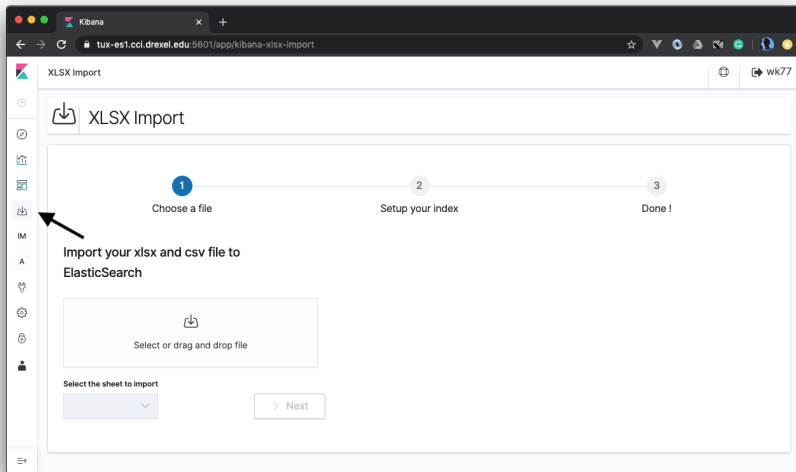 Kibana
tux-es1.cci.drexel.edu:5601/app/kibana-xlsx-import
XLSX Import
wk77
XLSX Import
1
2
3
Choose a file
Setup your index
Done !
IM
A
Import your xlsx and csv file to
ElasticSearch
Select or drag and drop file
Select the sheet to import
Next